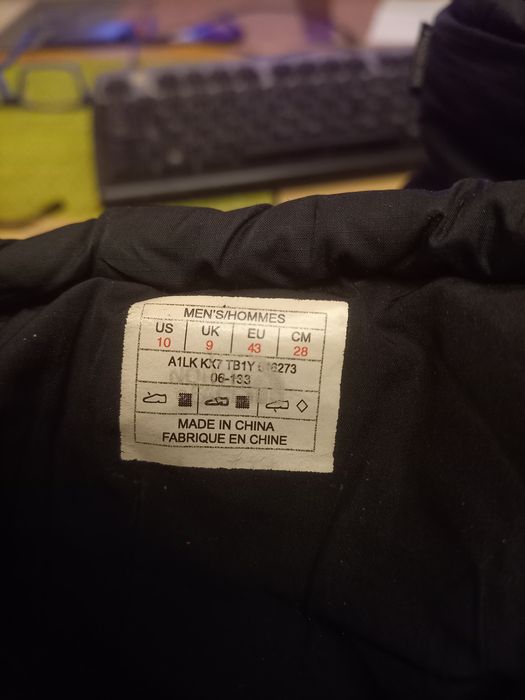 MEN'S/HOMMES
US UK EU CM
10 9 43 28
A1LK KX7 TB1Y
06-133
MADE IN CHINA
FABRIQUE EN CHINE